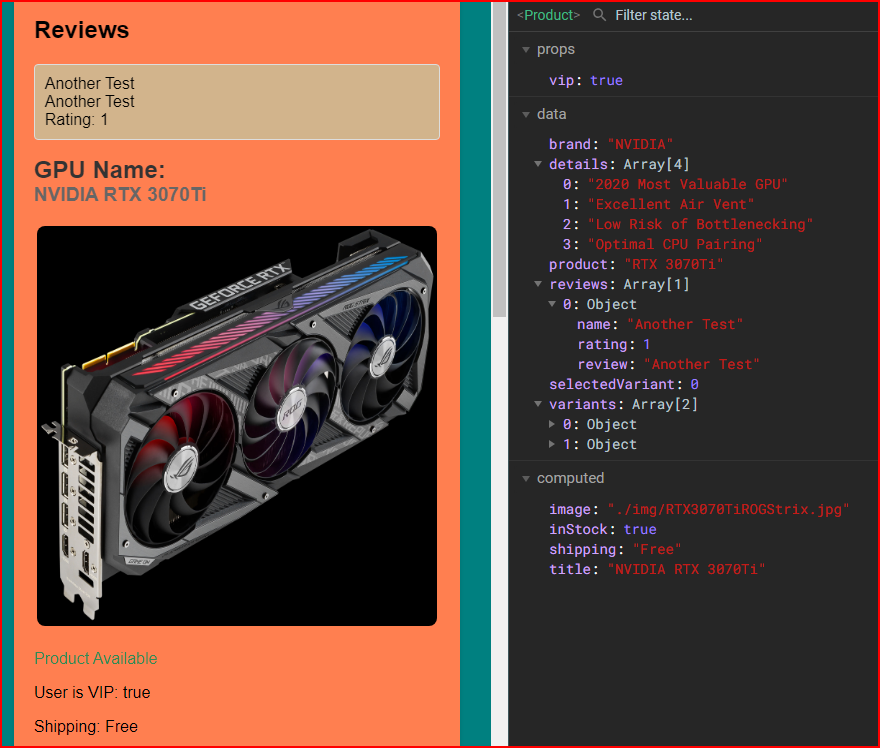 Reviews
Another Test
Another Test
Rating: 1
GPU Name:
NVIDIA RTX 3070Ti
GEFORCE RTX
ROG
Product Available
User is VIP: true
Shipping: Free
<Product> Filter state...
props
vip: true
data
brand: "NVIDIA"
details: Array[4]
0: "2020 Most Valuable GPU"
1: "Excellent Air Vent"
2: "Low Risk of Bottlenecking"
3: "Optimal CPU Pairing"
product: "RTX 3070Ti"
reviews: Array[1]
0: Object
name: "Another Test"
rating: 1
review: "Another Test"
selectedVariant: 0
variants: Array[2]
0: Object
1: Object
computed
image: "./img/RTX3070TiROGStrix.jpg"
inStock: true
shipping: "Free"
title: "NVIDIA RTX 3070Ti"